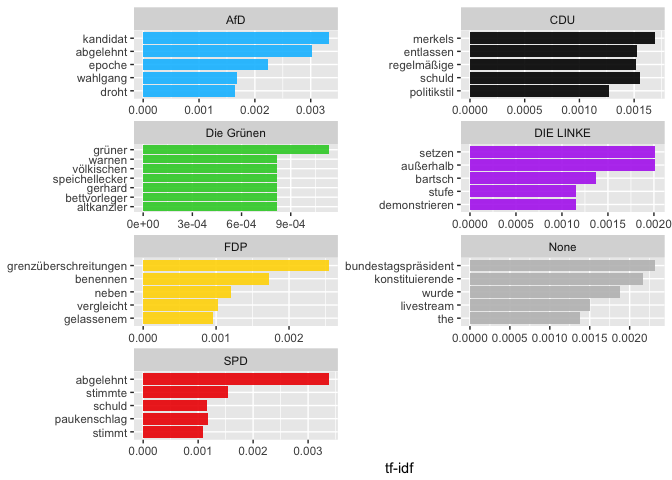 AfD
kandidat
abgelehnt
epoche
wahlgang
droht
0.000 0.001 0.002 0.003
CDU
merkels
entlassen
regelmäßige
schuld
politikstil
0.0000 0.0005 0.0010 0.0015
Die Grünen
grüner
warnen
völkischen
speichellecker
gerhard
bettvorleger
altkanzler
0e+00 3e-04 6e-04 9e-04
DIE LINKE
setzen
außerhalb
bartsch
stufe
demonstrieren
0.0000 0.0005 0.0010 0.0015 0.0020
FDP
grenzüberschreitungen
benennen
neben
vergleicht
gelassenem
0.000 0.001 0.002
None
bundestagspräsident
konstituierende
wurde
livestream
the
0.0000 0.0005 0.0010 0.0015 0.0020
SPD
abgelehnt
stimmte
schuld
paukenschlag
stimmt
0.000 0.001 0.002 0.003
tf-idf